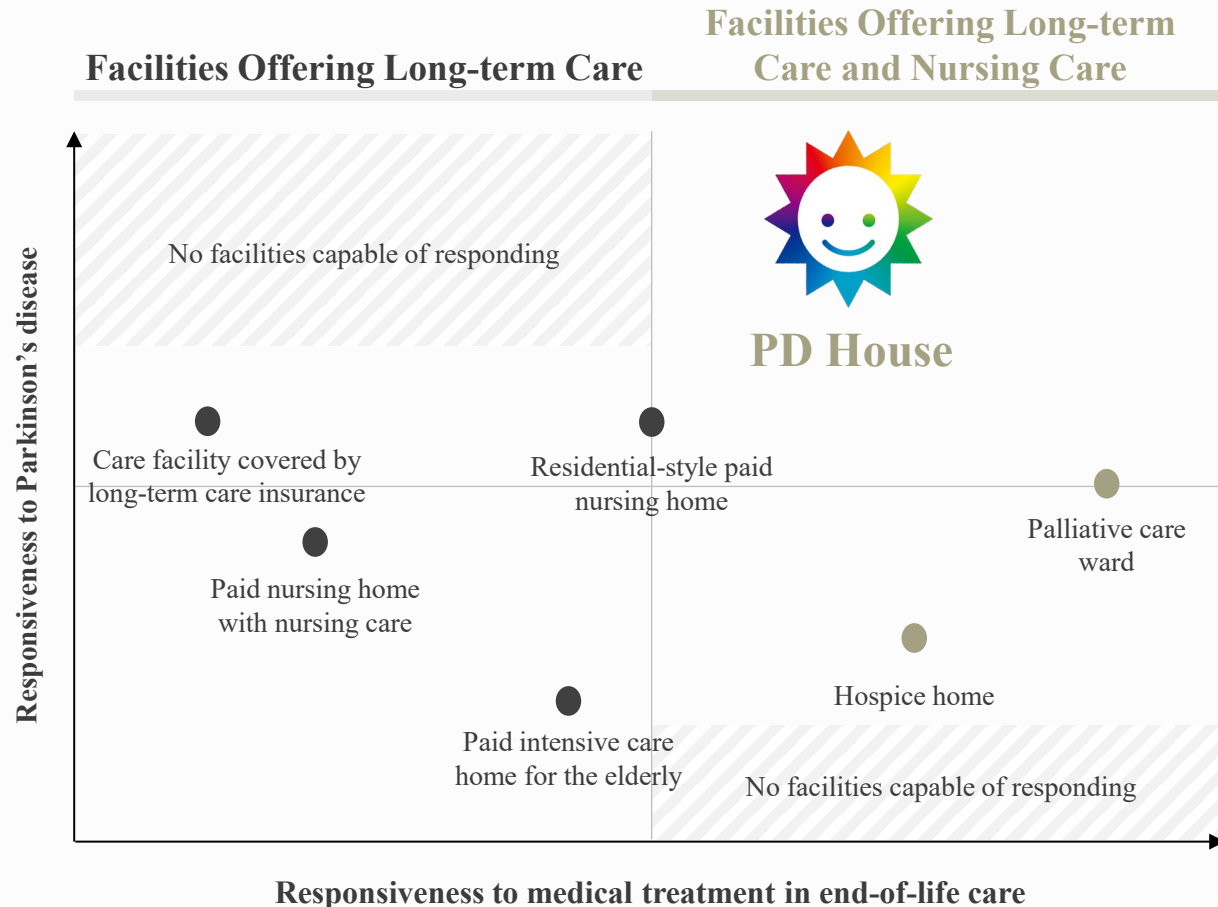 Facilities Offering Long-term Care
Facilities Offering Long-term
Care and Nursing Care
Responsiveness to Parkinson’s disease
No facilities capable of responding
PD House
Care facility covered by
long-term care insurance
Residential-style paid
nursing home
Palliative care
ward
Paid nursing home
with nursing care
Hospice home
Paid intensive care
home for the elderly
No facilities capable of responding
Responsiveness to medical treatment in end-of-life care